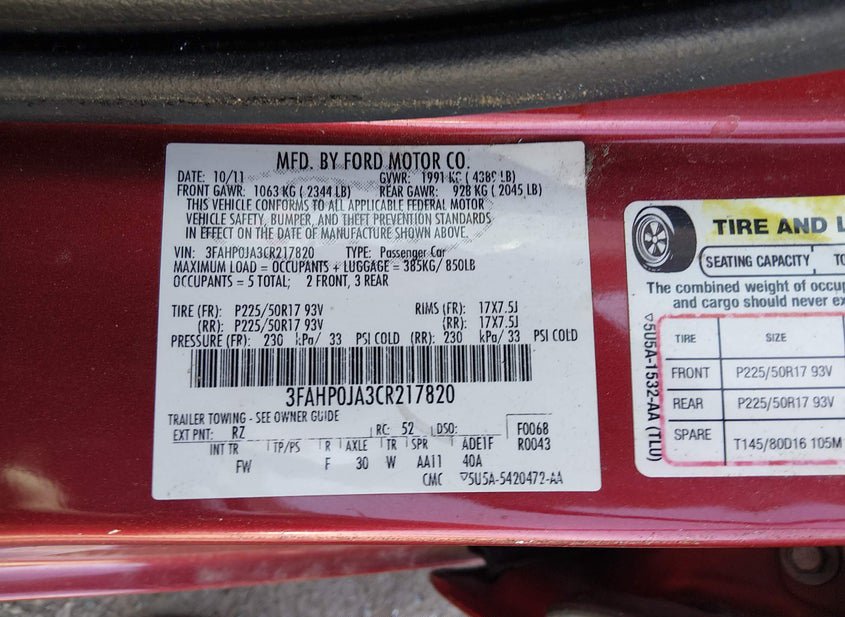 MFD. BY FORD MOTOR CO.
DATE: 10/11 GVWR: 1991 KG ( 4389 LB)
FRONT GAWR: 1063 KG ( 2344 LB) REAR GAWR: 928 KG ( 2045 LB)
THIS VEHICLE CONFORMS TO ALL APPLICABLE FEDERAL MOTOR
VEHICLE SAFETY, BUMPER, AND THEFT PREVENTION STANDARDS
IN EFFECT ON THE DATE OF MANUFACTURE SHOWN ABOVE.
VIN: 3FAHP0JA3CR217820 TYPE: Passenger Car
MAXIMUM LOAD = OCCUPANTS + LUGGAGE = 385KG/ 850LB
OCCUPANTS = 5 TOTAL; 2 FRONT, 3 REAR
TIRE (FR): P225/50R17 93V RIMS (FR): 17X7.5J
(RR): P225/50R17 93V (RR): 17X7.5J
PRESSURE (FR): 230 kPa/ 33 PSI COLD (RR): 230 kPa/ 33 PSI COLD
3FAHP0JA3CR217820
TRAILER TOWING - SEE OWNER GUIDE
EXT PNT: RZ RC: 52 DSO: F006B
INT TR TP/PS R AXLE TR SPR ADE1F R0043
FW F 30 W AA11 40A
CMC ▽5U5A-5420472-AA
TIRE AND L
SEATING CAPACITY TO
The combined weight of occup
and cargo should never ex
▽5U5A-1532-AA (TLU)
TIRE SIZE
FRONT P225/50R17 93V
REAR P225/50R17 93V
SPARE T145/80D16 105M